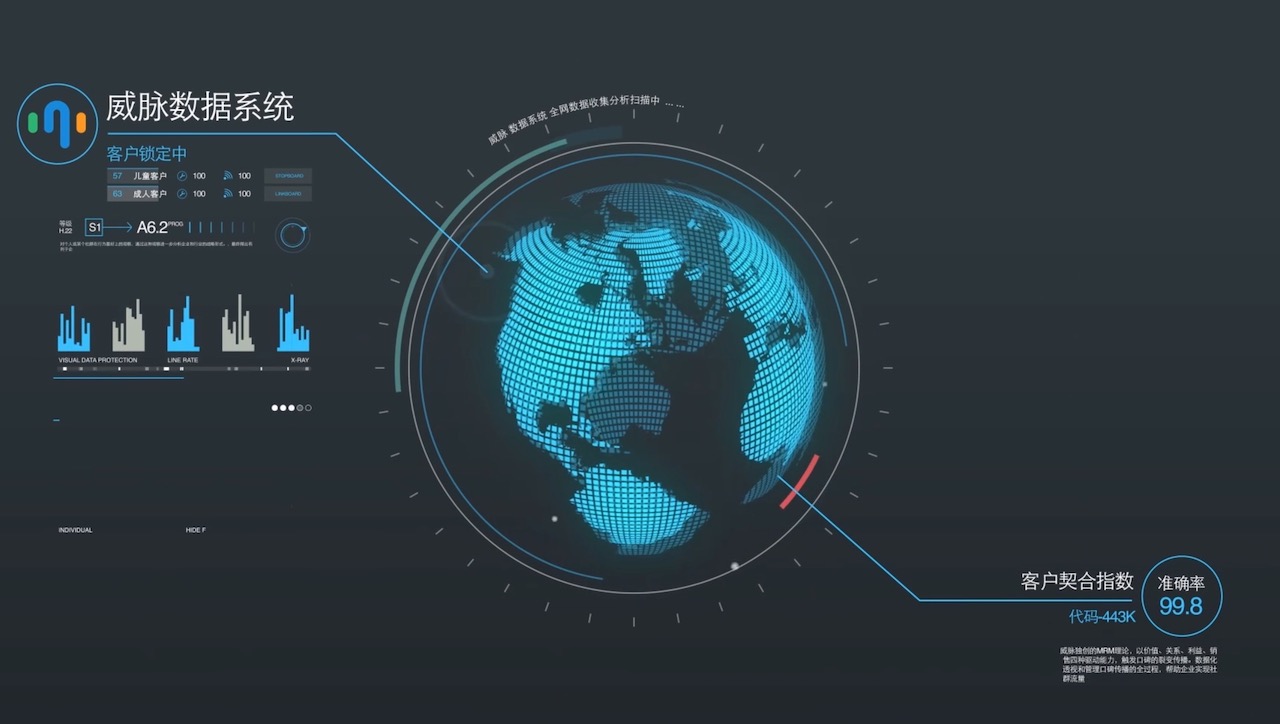 威脉数据系统
客户锁定中
57 儿童客户 100 100 STOPBOARD
63 成人客户 100 100 LINKBOARD
等级
H.22
S1 A6.2 PROG
VISUAL DATA PROTECTION LINE RATE X-RAY
INDIVIDUAL HIDE F
威脉 数据系统 全网数据收集分析扫描中 ... ...
客户契合指数
代码-443K
准确率
99.8
威脉独创的MRM理论，以价值、关系、利益、销
售四种驱动能力，触发口碑的裂变传播。数据化
透视和管理口碑传播的全过程，帮助企业实现社
群流量